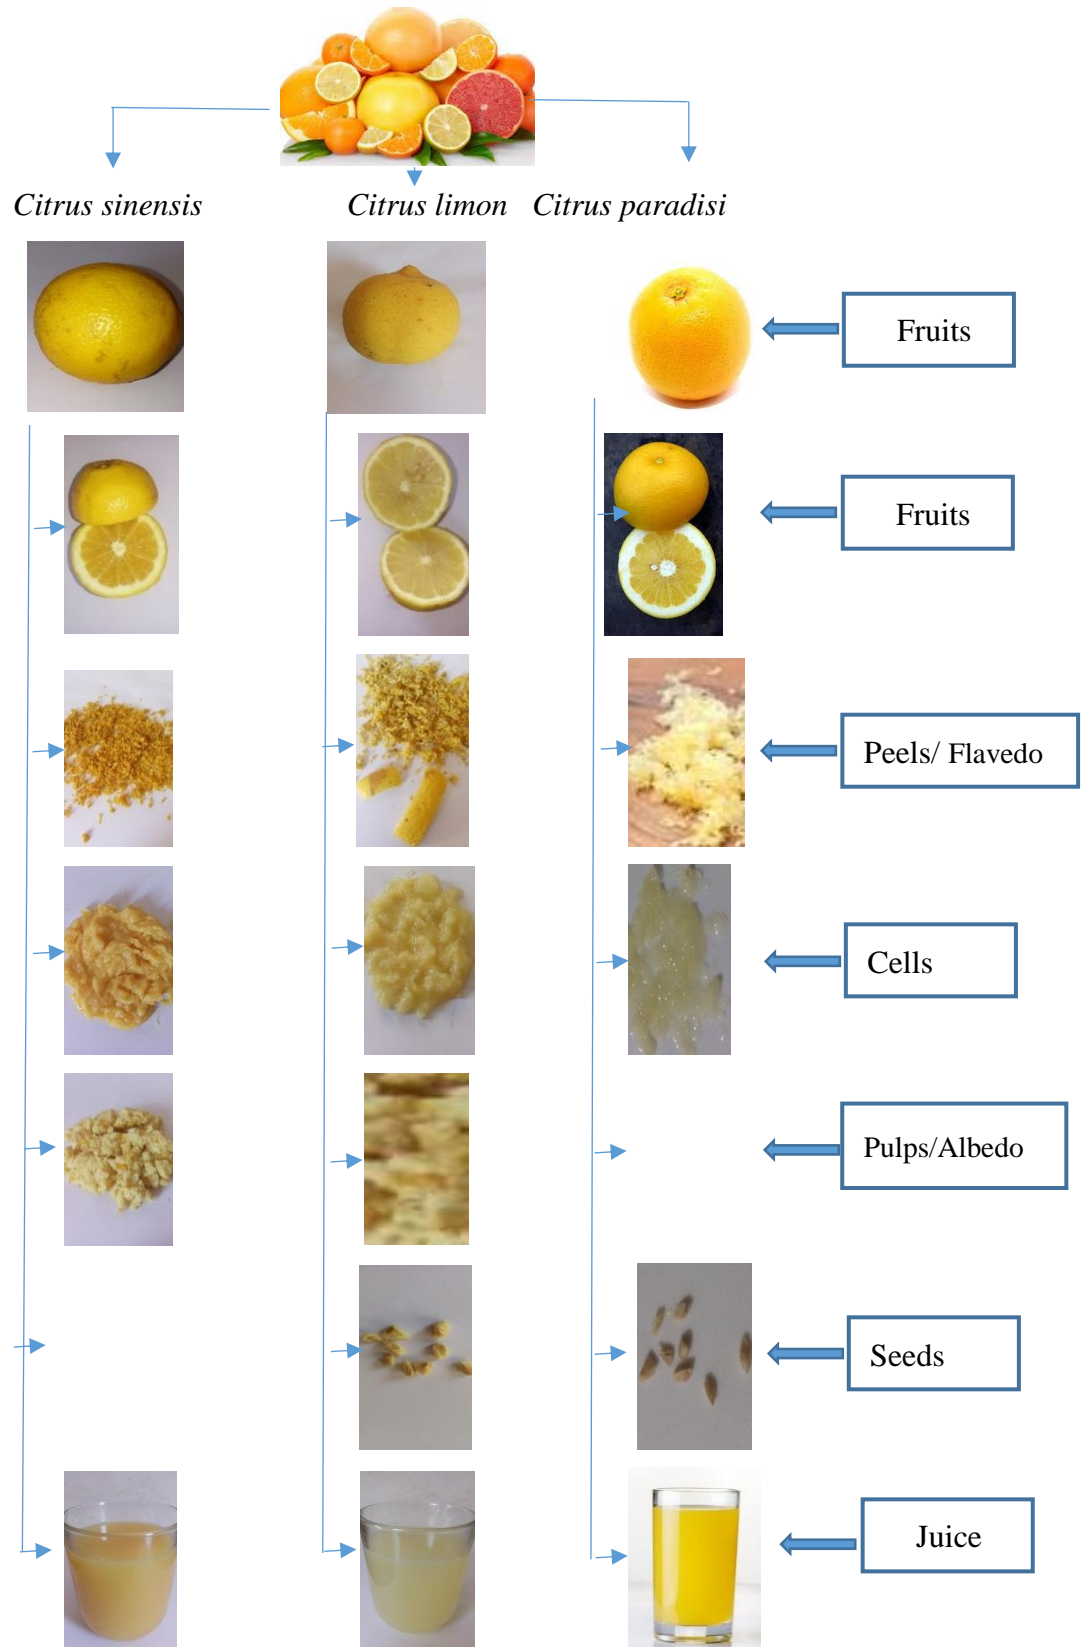 Citrus sinensis Citrus limon Citrus paradisi
Fruits
Fruits
Peels/ Flavedo
Cells
Pulps/Albedo
Seeds
Juice